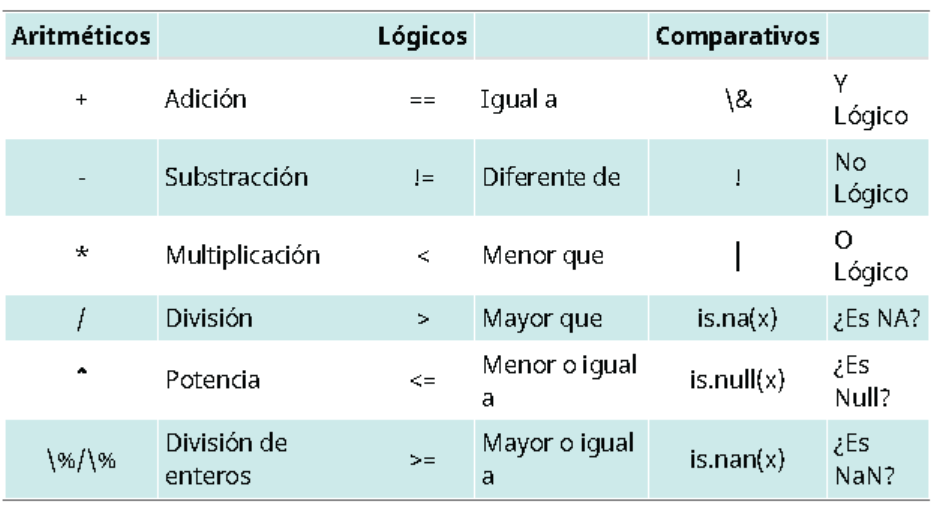 Aritméticos Lógicos Comparativos
+ Adición == Igual a \& Y Lógico
- Substracción != Diferente de ! No Lógico
* Multiplicación < Menor que | O Lógico
/ División > Mayor que is.na(x) ¿Es NA?
^ Potencia <= Menor o igual a is.null(x) ¿Es Null?
\%/\% División de enteros >= Mayor o igual a is.nan(x) ¿Es NaN?